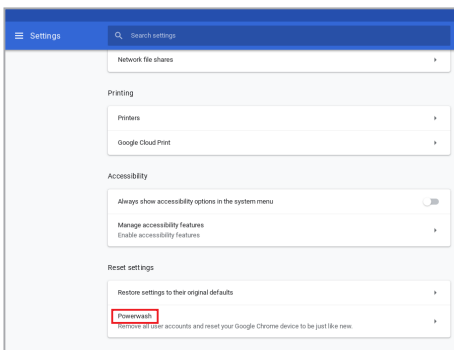 Settings
Search settings
Network file shares
Printing
Printers
Google Cloud Print
Accessibility
Always show accessibility options in the system menu
Manage accessibility features
Enable accessibility features
Reset settings
Restore settings to their original defaults
Powerwash
Remove all user accounts and reset your Google Chrome device to be just like new.